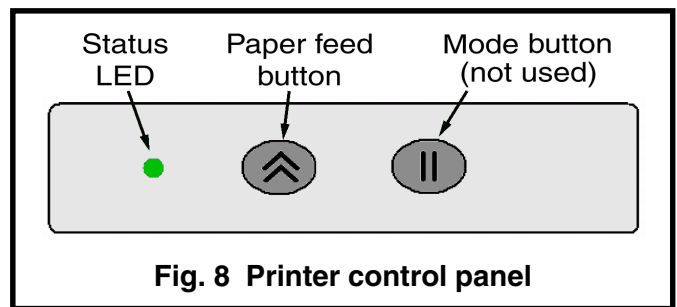 Status
LED
Paper feed
button
Mode button
(not used)
Fig. 8 Printer control panel